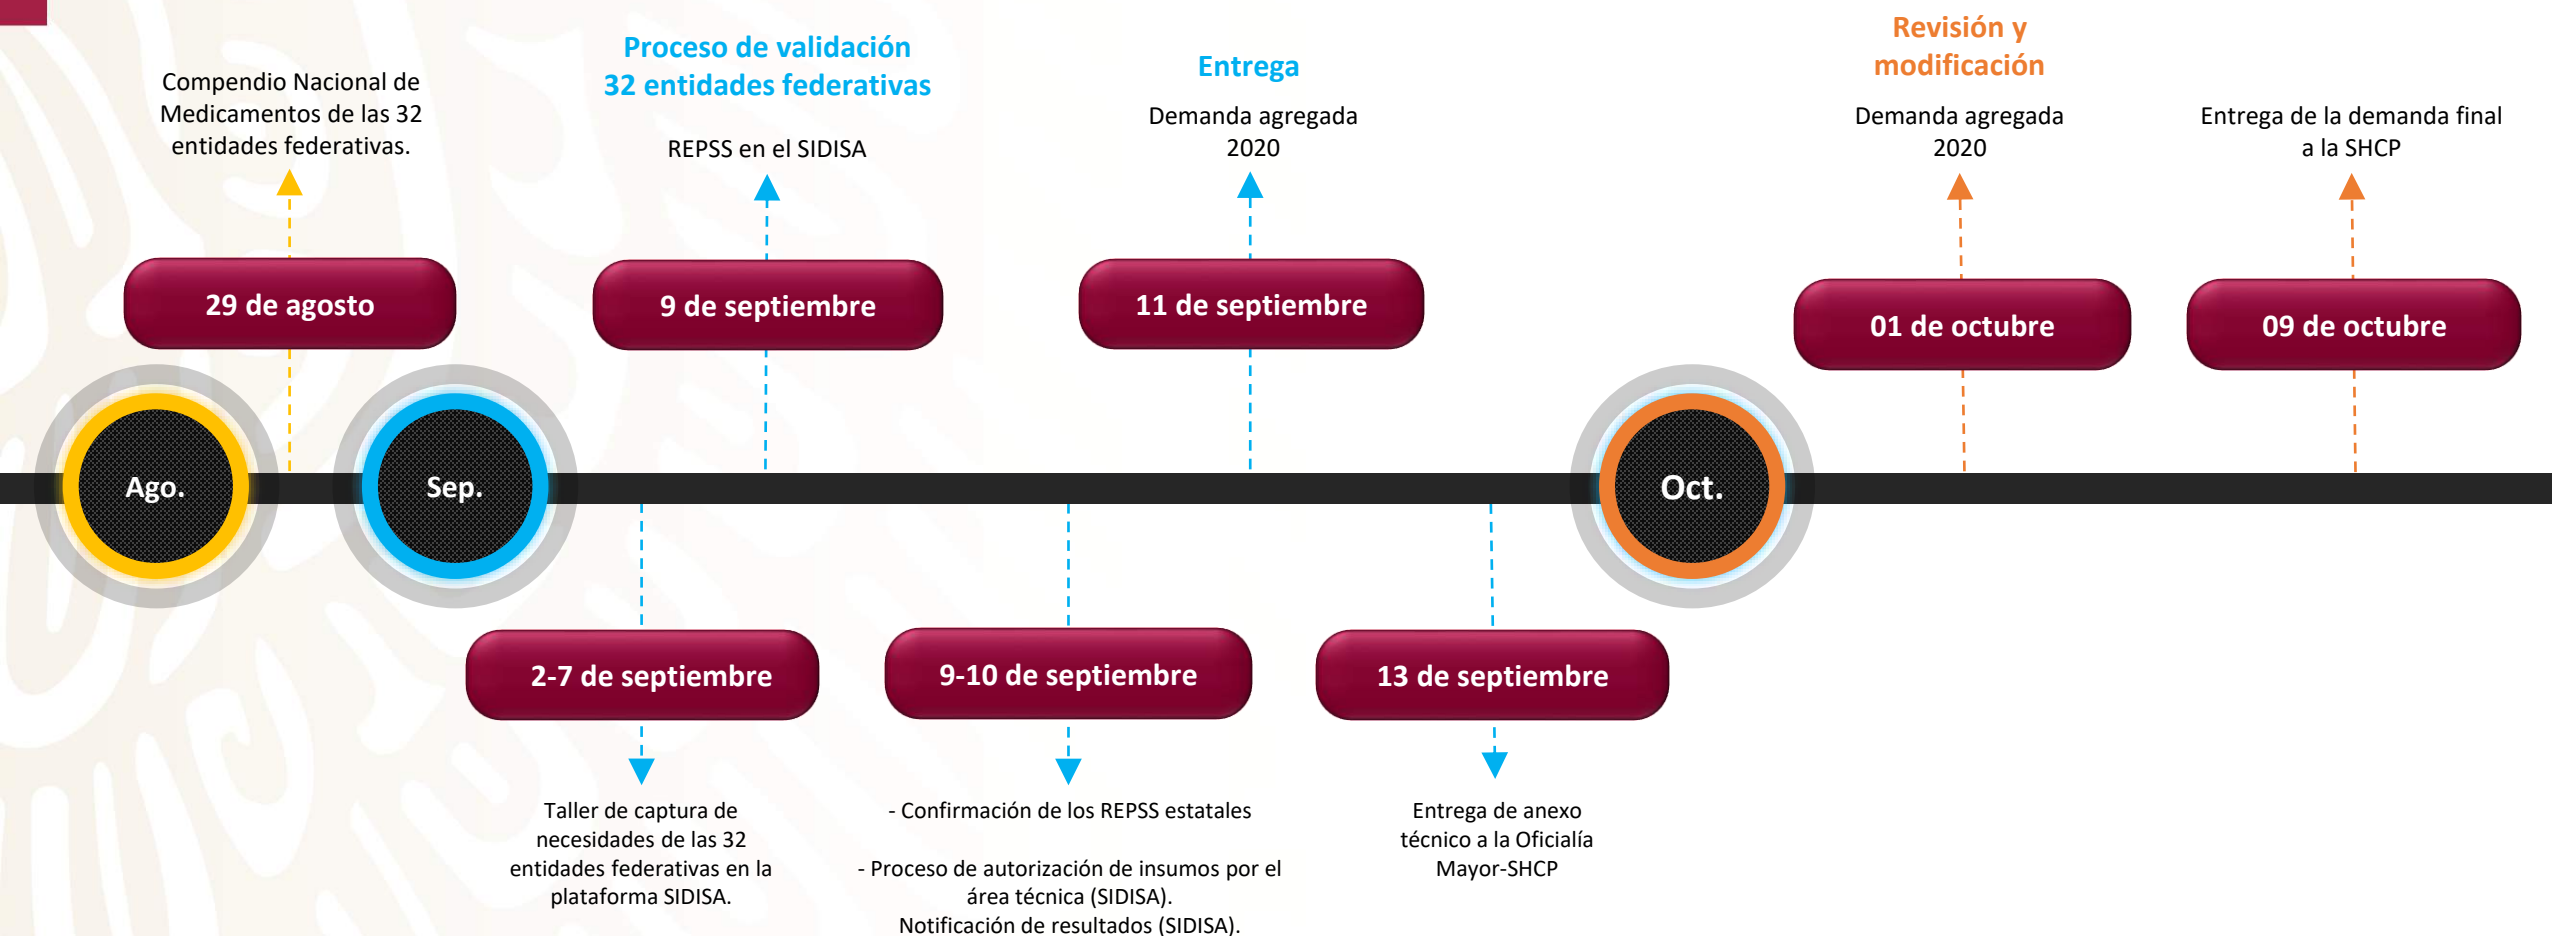 Compendio Nacional de
Medicamentos de las 32
entidades federativas.
29 de agosto
Proceso de validación
32 entidades federativas
REPSS en el SIDISA
9 de septiembre
Entrega
Demanda agregada
2020
11 de septiembre
Revisión y
modificación
Demanda agregada
2020
01 de octubre
Entrega de la demanda final
a la SHCP
09 de octubre
Ago.
Sep.
Oct.
2-7 de septiembre
Taller de captura de
necesidades de las 32
entidades federativas en la
plataforma SIDISA.
9-10 de septiembre
- Confirmación de los REPSS estatales
- Proceso de autorización de insumos por el
área técnica (SIDISA).
Notificación de resultados (SIDISA).
13 de septiembre
Entrega de anexo
técnico a la Oficialía
Mayor-SHCP